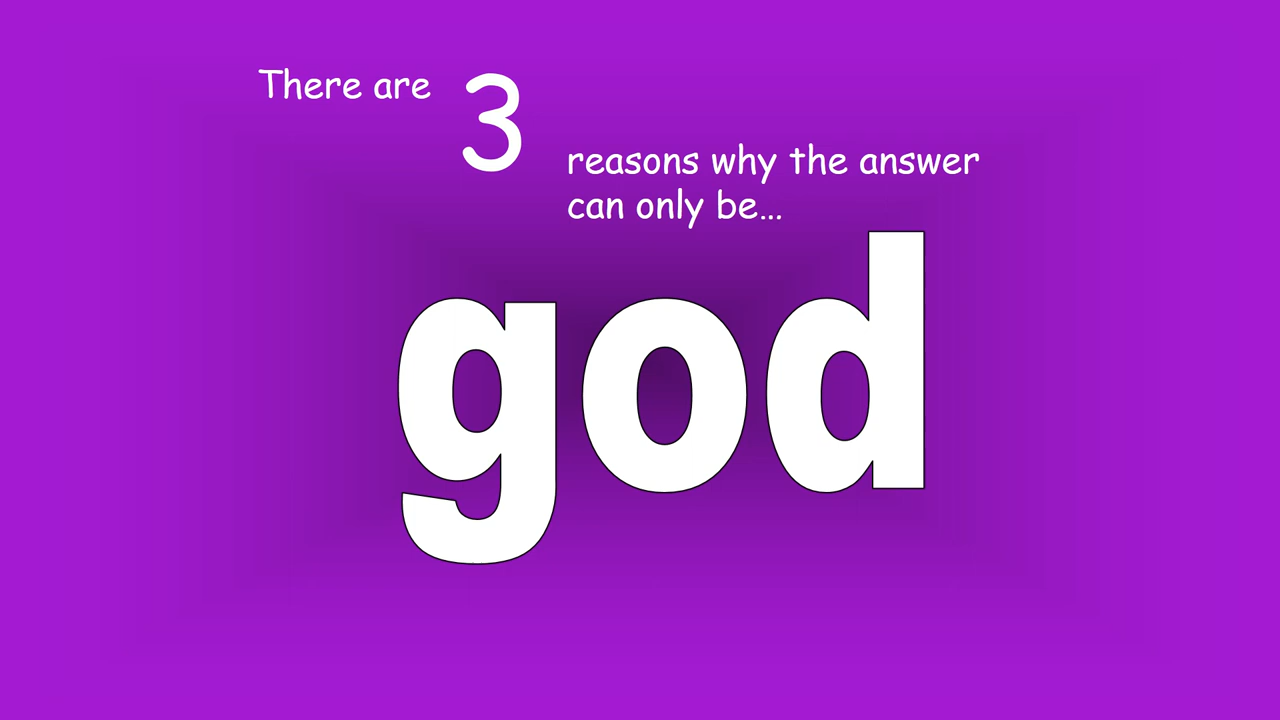 There are
3
reasons why the answer
can only be...
god